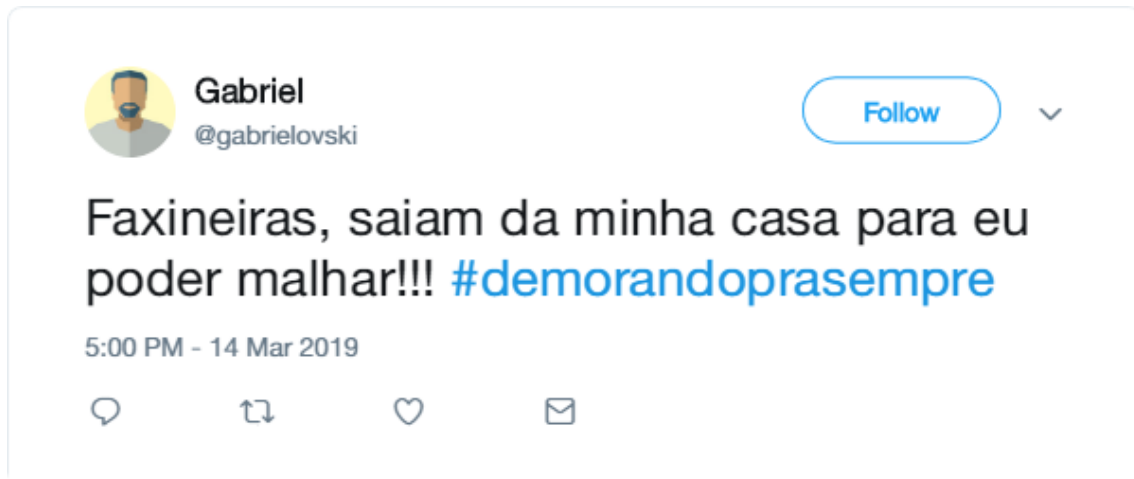 Gabriel
@gabrielovski
Follow
Faxineiras, saiam da minha casa para eu
poder malhar!!! #demorandoprasempre
5:00 PM - 14 Mar 2019